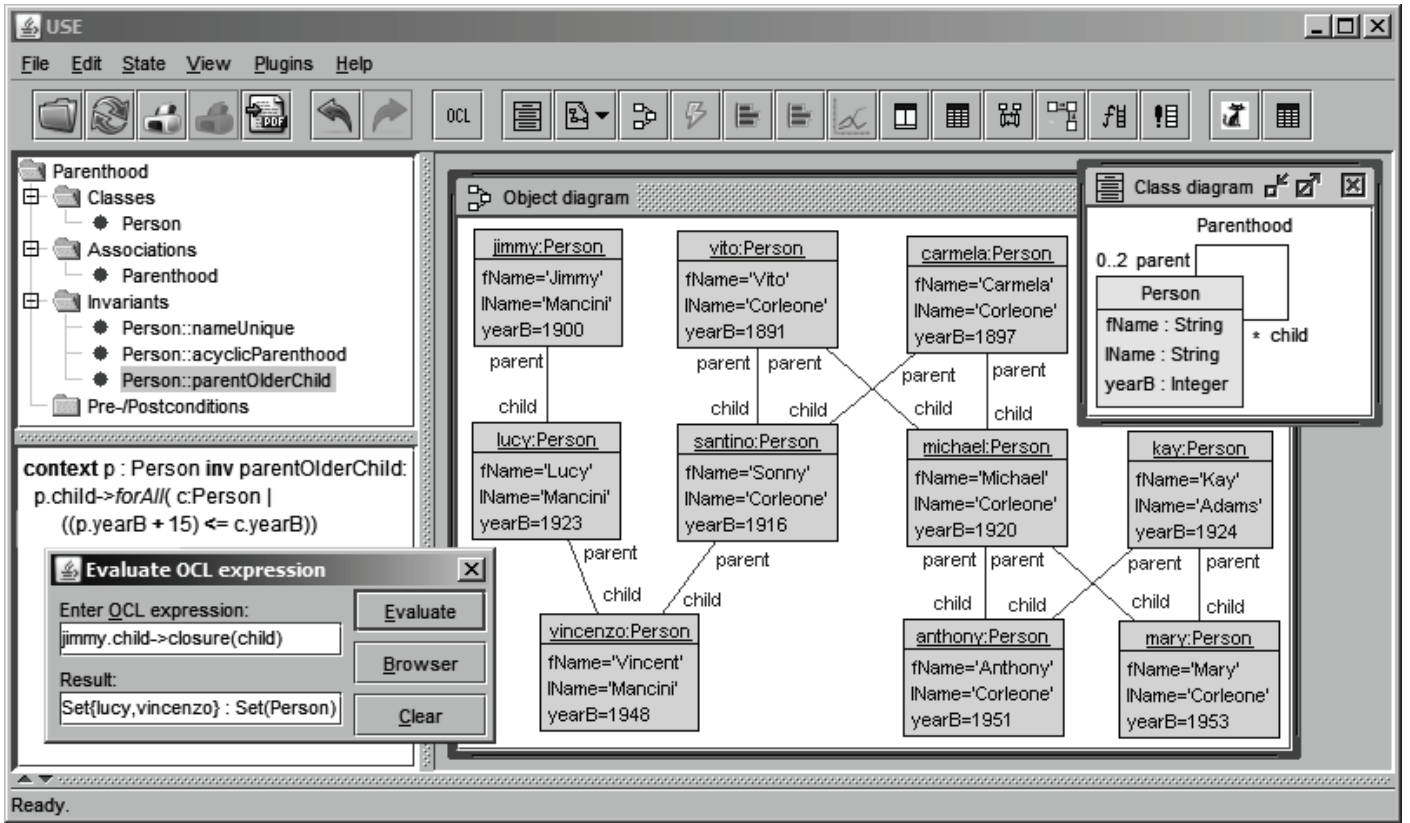 USE
File Edit State View Plugins Help
PDF
OCL
Parenthood
Classes
Person
Associations
Parenthood
Invariants
Person::nameUnique
Person::acyclicParenthood
Person::parentOlderChild
Pre-/Postconditions
context p : Person inv parentOlderChild:
p.child->forAll( c:Person |
((p.yearB + 15) <= c.yearB))
Evaluate OCL expression
Enter OCL expression:
jimmy.child->closure(child)
Result:
Set{lucy,vincenzo} : Set(Person)
Evaluate
Browser
Clear
Object diagram
jimmy:Person
fName='Jimmy'
lName='Mancini'
yearB=1900
vito:Person
fName='Vito'
lName='Corleone'
yearB=1891
carmela:Person
fName='Carmela'
lName='Corleone'
yearB=1897
parent
parent parent
parent parent
child
child child
child child
lucy:Person
fName='Lucy'
lName='Mancini'
yearB=1923
santino:Person
fName='Sonny'
lName='Corleone'
yearB=1916
michael:Person
fName='Michael'
lName='Corleone'
yearB=1920
kay:Person
fName='Kay'
lName='Adams'
yearB=1924
parent parent
parent parent
parent parent
child child
child child
child child
vincenzo:Person
fName='Vincent'
lName='Mancini'
yearB=1948
anthony:Person
fName='Anthony'
lName='Corleone'
yearB=1951
mary:Person
fName='Mary'
lName='Corleone'
yearB=1953
Class diagram
Parenthood
0..2 parent
Person
fName : String
lName : String
yearB : Integer
* child
Ready.